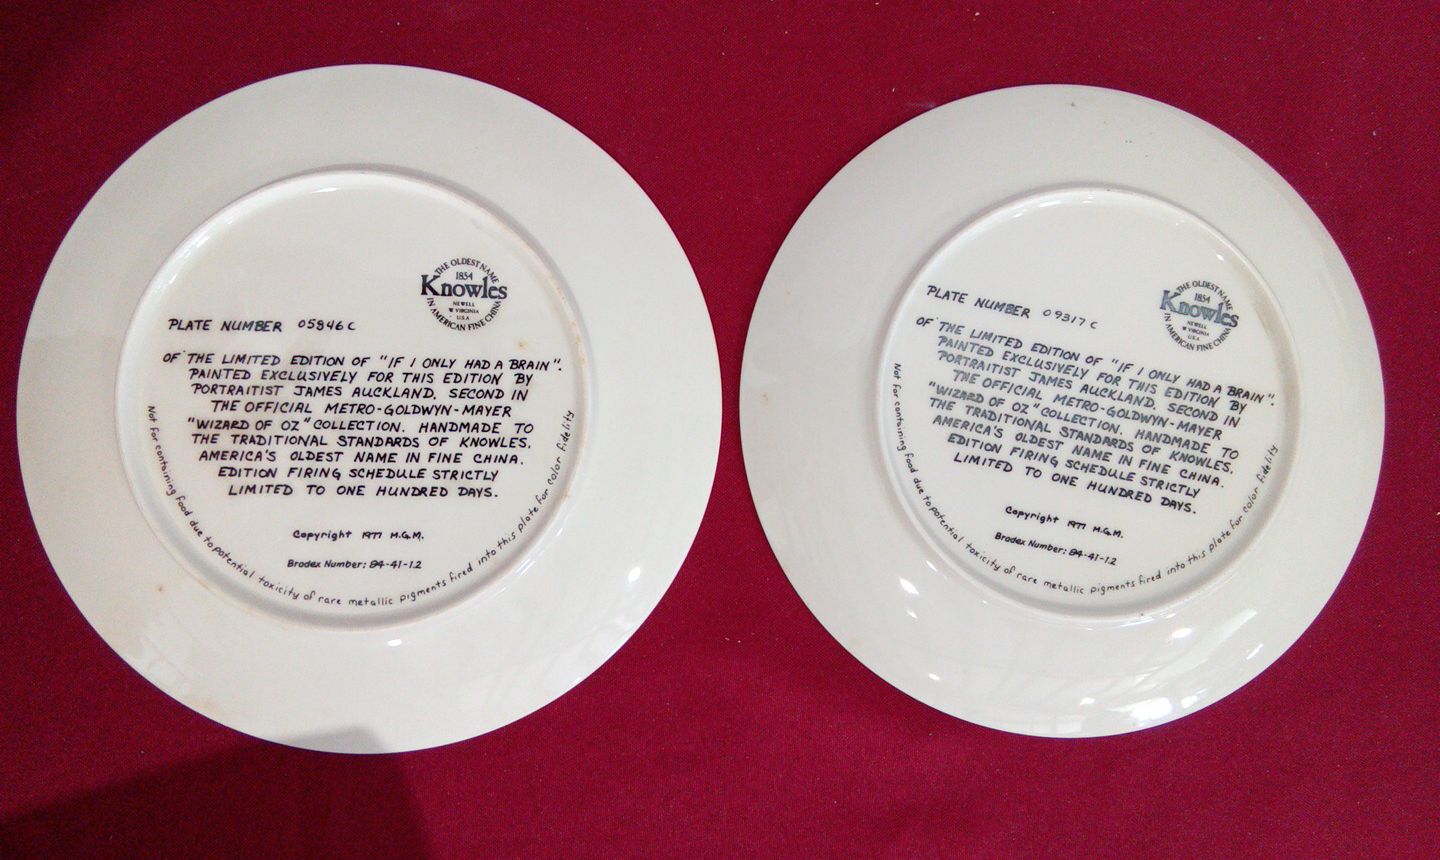 THE OLDEST NAME
1854
Knowles
NEWELL
W VIRGINIA
U.S.A
IN AMERICAN FINE CHINA
PLATE NUMBER 05846C
OF THE LIMITED EDITION OF "IF I ONLY HAD A BRAIN".
PAINTED EXCLUSIVELY FOR THIS EDITION BY
PORTRAITIST JAMES AUCKLAND. SECOND IN
THE OFFICIAL METRO-GOLDWYN-MAYER
"WIZARD OF OZ" COLLECTION. HANDMADE TO
THE TRADITIONAL STANDARDS OF KNOWLES,
AMERICA'S OLDEST NAME IN FINE CHINA.
EDITION FIRING SCHEDULE STRICTLY
LIMITED TO ONE HUNDRED DAYS.
Copyright 1977 M.G.M.
Bradex Number: 84-41-1.2
Not for containing food due to potential toxicity of rare metallic pigments fired into this plate for color fidelity
THE OLDEST NAME
1854
Knowles
NEWELL
W VIRGINIA
U.S.A
IN AMERICAN FINE CHINA
PLATE NUMBER 09317C
OF THE LIMITED EDITION OF "IF I ONLY HAD A BRAIN".
PAINTED EXCLUSIVELY FOR THIS EDITION BY
PORTRAITIST JAMES AUCKLAND. SECOND IN
THE OFFICIAL METRO-GOLDWYN-MAYER
"WIZARD OF OZ" COLLECTION. HANDMADE TO
THE TRADITIONAL STANDARDS OF KNOWLES,
AMERICA'S OLDEST NAME IN FINE CHINA.
EDITION FIRING SCHEDULE STRICTLY
LIMITED TO ONE HUNDRED DAYS.
Copyright 1977 M.G.M.
Bradex Number: 84-41-1.2
Not for containing food due to potential toxicity of rare metallic pigments fired into this plate for color fidelity